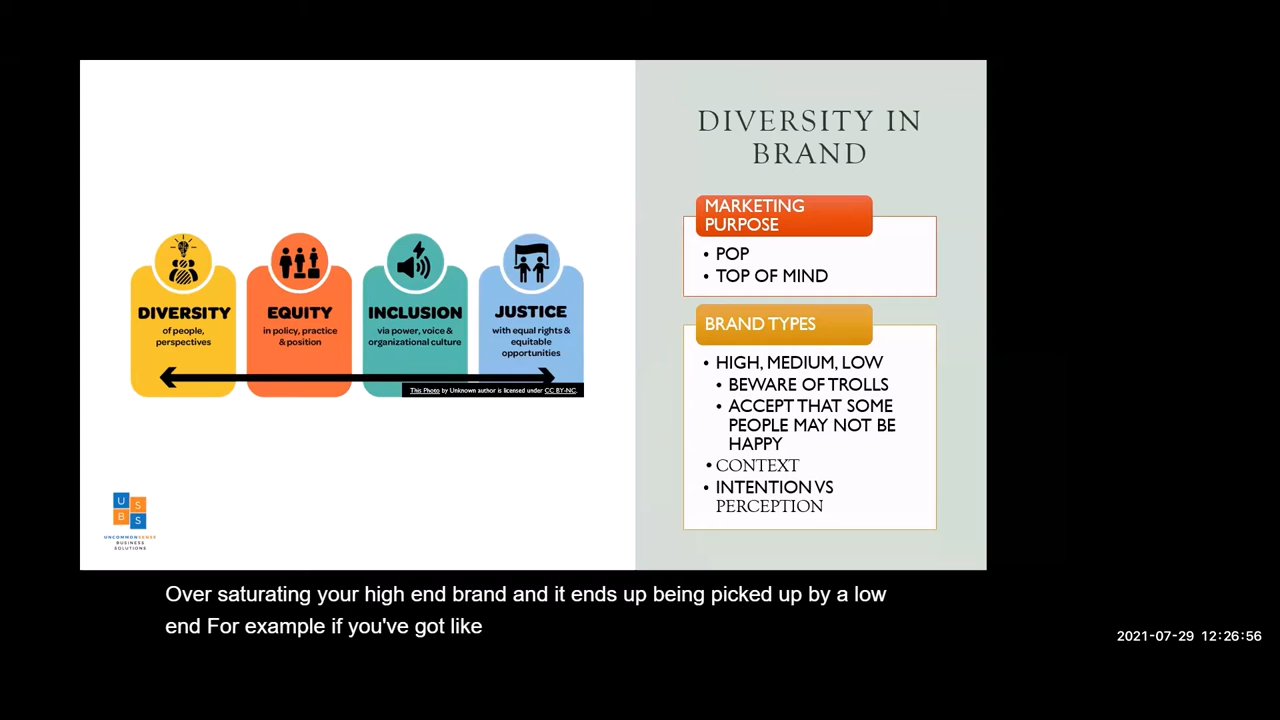 DIVERSITY IN
BRAND
MARKETING
PURPOSE
• POP
• TOP OF MIND
BRAND TYPES
• HIGH, MEDIUM, LOW
• BEWARE OF TROLLS
• ACCEPT THAT SOME
PEOPLE MAY NOT BE
HAPPY
• CONTEXT
• INTENTION VS
PERCEPTION
DIVERSITY
of people,
perspectives
EQUITY
in policy, practice
& position
INCLUSION
via power, voice &
organizational culture
JUSTICE
with equal rights &
equitable
opportunities
This Photo by Unknown author is licensed under CC BY-NC.
U S
B S
UNCOMMONSENSE
BUSINESS
SOLUTIONS
Over saturating your high end brand and it ends up being picked up by a low
end For example if you've got like
2021-07-29 12:26:56